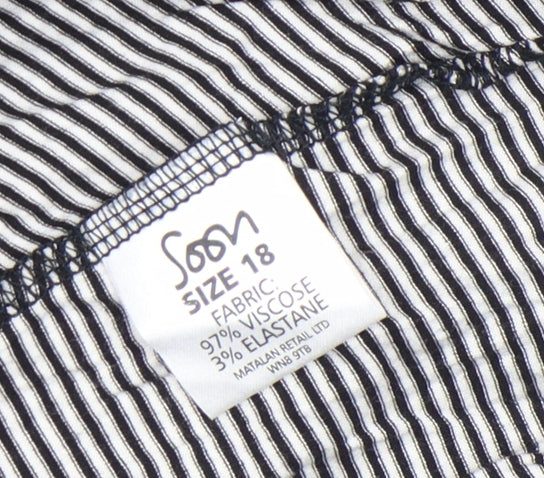 Soon
SIZE 18
FABRIC:
97% VISCOSE
3% ELASTANE
MATALAN RETAIL LTD
WN8 9TB